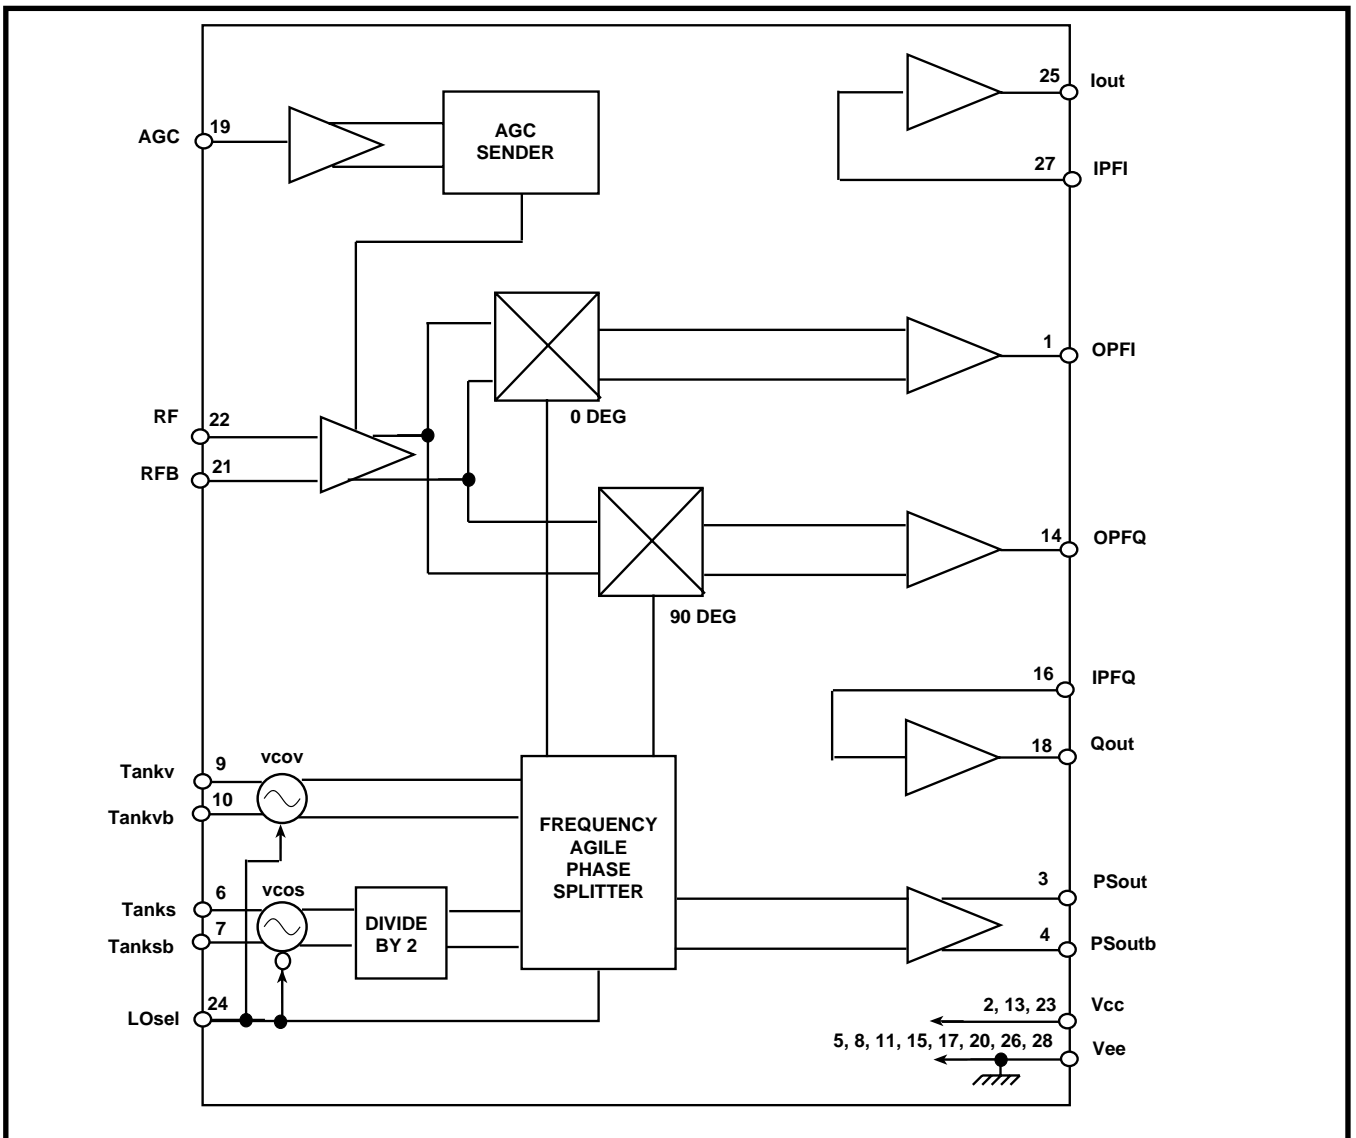 25
Iout
19
AGC
AGC
SENDER
27
IPFI
1
OPFI
RF
22
0 DEG
RFB
21
14
OPFQ
90 DEG
16
IPFQ
18
Qout
vcov
Tankv
9
Tankvb
10
FREQUENCY
AGILE
PHASE
SPLITTER
vcos
Tanks
6
DIVIDE
BY 2
Tanksb
7
3
PSout
4
PSoutb
LOsel
24
2, 13, 23
Vcc
5, 8, 11, 15, 17, 20, 26, 28
Vee